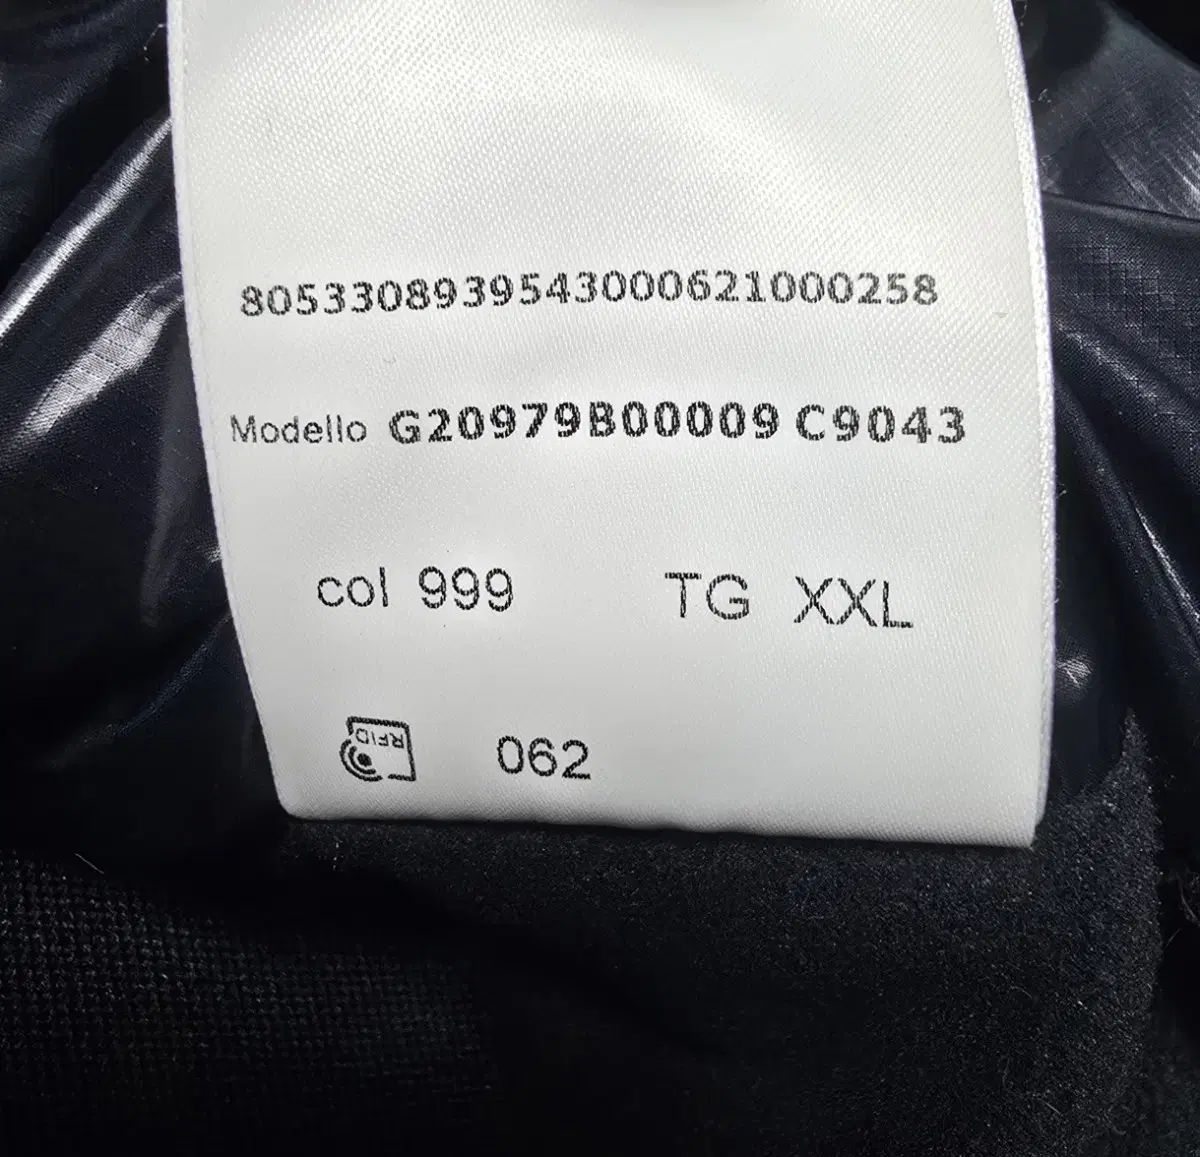 8053308939543000621000258
Modello G20979B00009 C9043
col 999 TG XXL
RFID 062